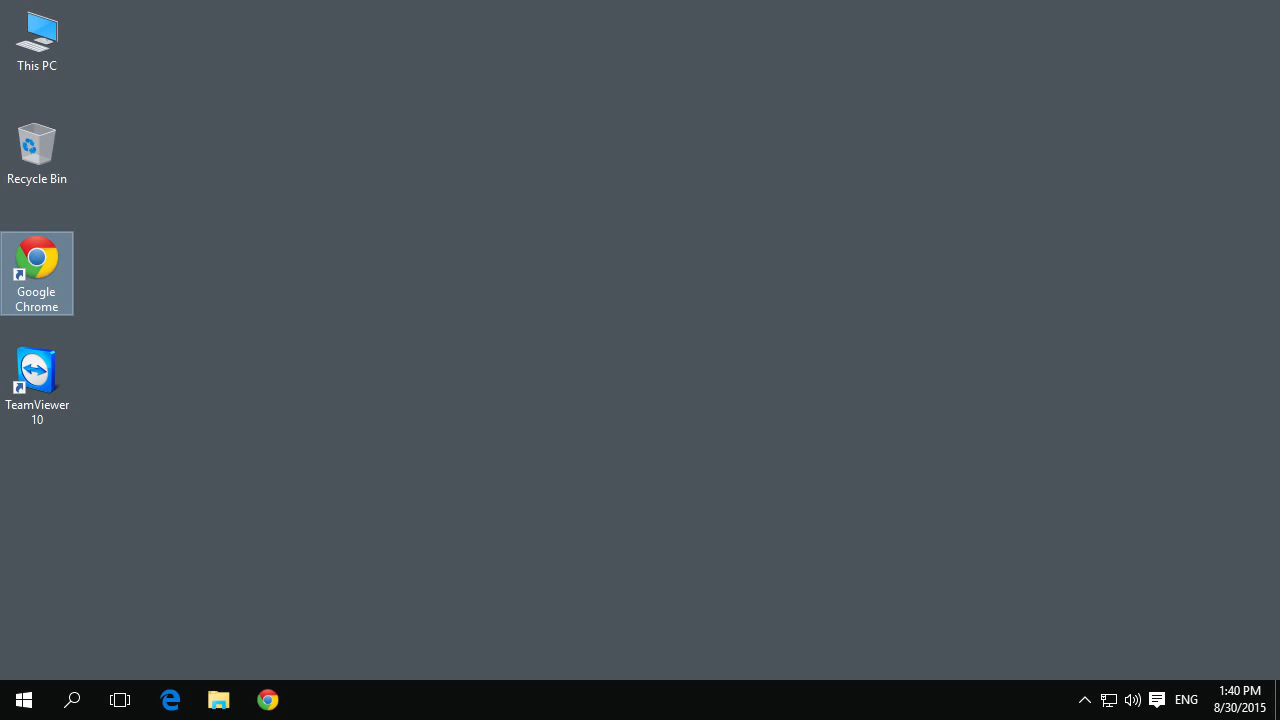 This PC
Recycle Bin
Google
Chrome
TeamViewer
10
ENG
1:40 PM
8/30/2015